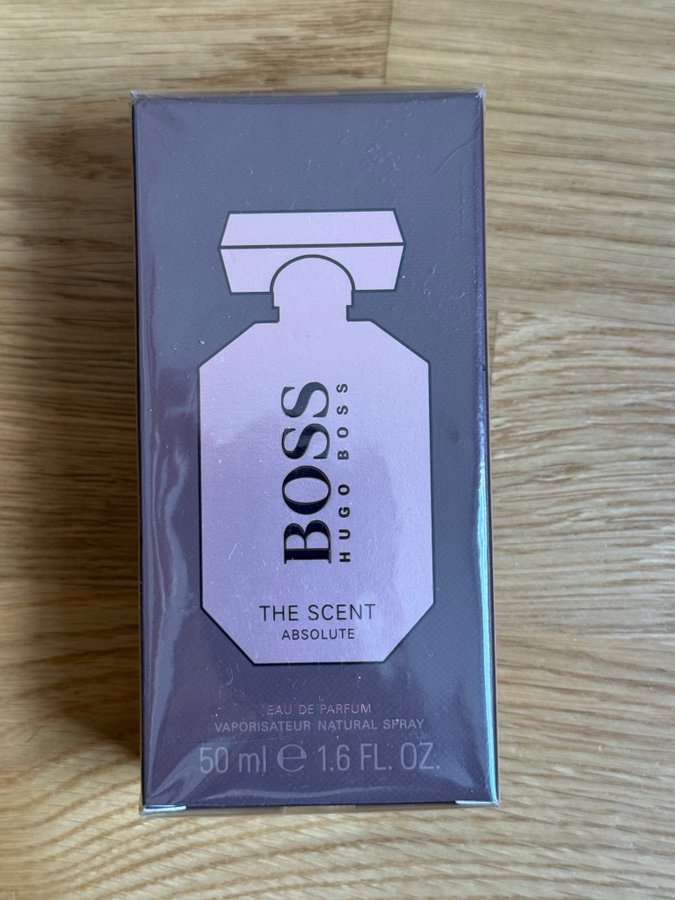 BOSS
HUGO BOSS
THE SCENT
ABSOLUTE
EAU DE PARFUM
VAPORISATEUR NATURAL SPRAY
50 ml ℮ 1.6 FL. OZ.